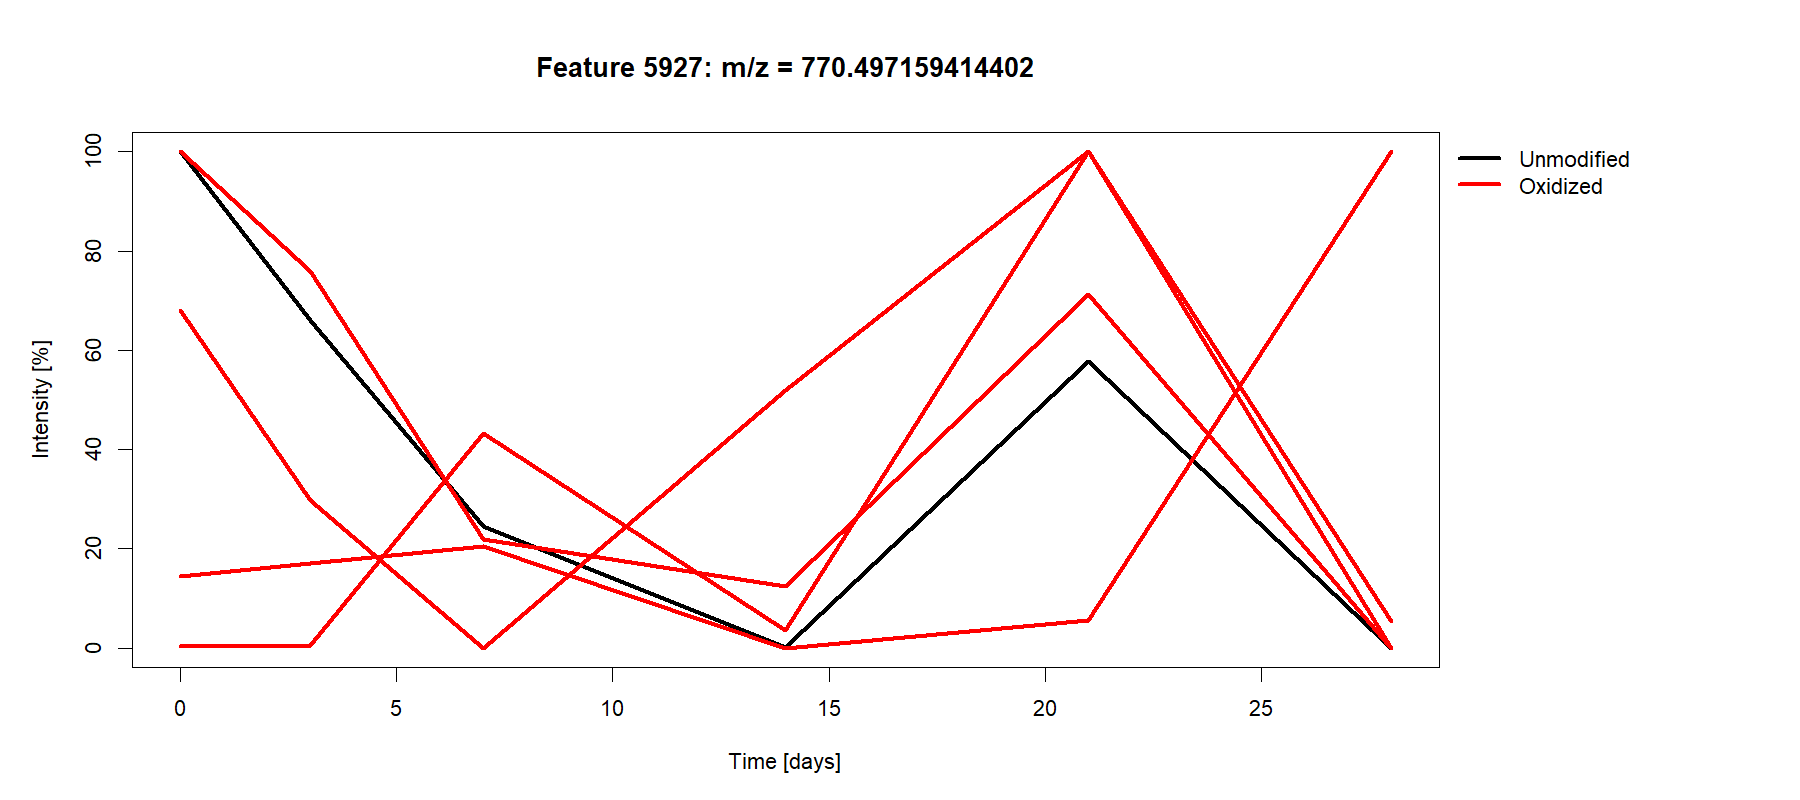 Feature 5927: m/z = 770.497159414402
Unmodified
Oxidized
Intensity [%]
100
80
60
40
20
0
0 5 10 15 20 25
Time [days]